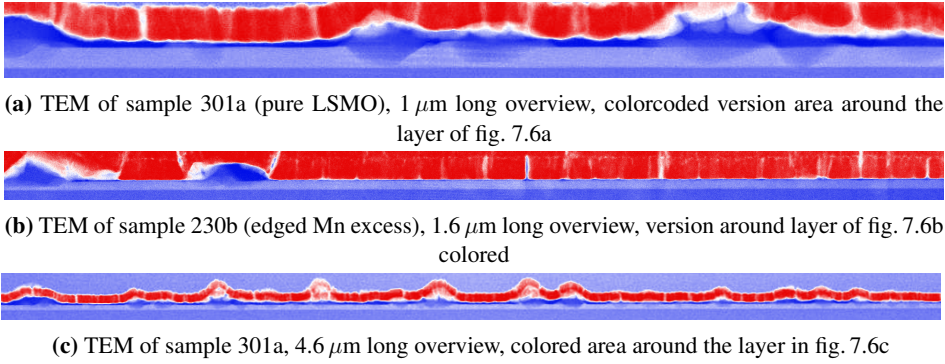 (a) TEM of sample 301a (pure LSMO), 1 μm long overview, colorcoded version area around the
layer of fig. 7.6a
(b) TEM of sample 230b (edged Mn excess), 1.6 μm long overview, version around layer of fig. 7.6b
colored
(c) TEM of sample 301a, 4.6 μm long overview, colored area around the layer in fig. 7.6c